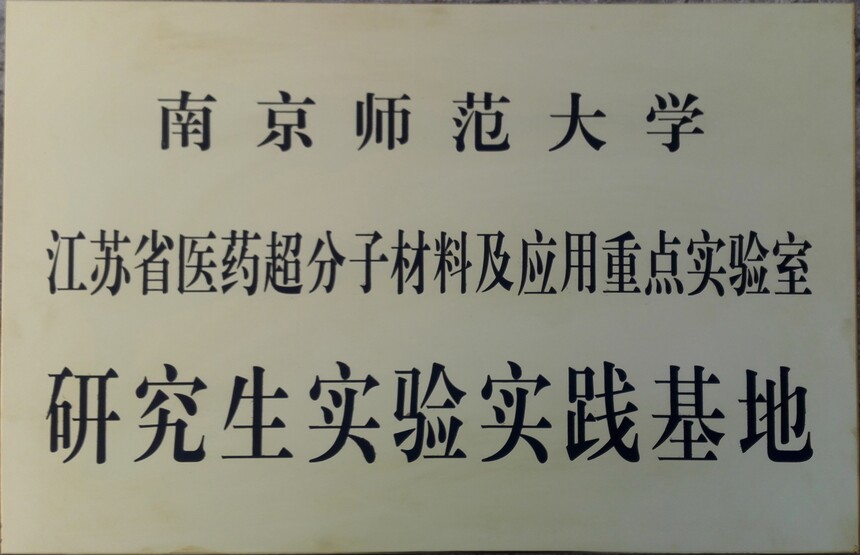 南京师范大学
江苏省医药超分子材料及应用重点实验室
研究生实验实践基地